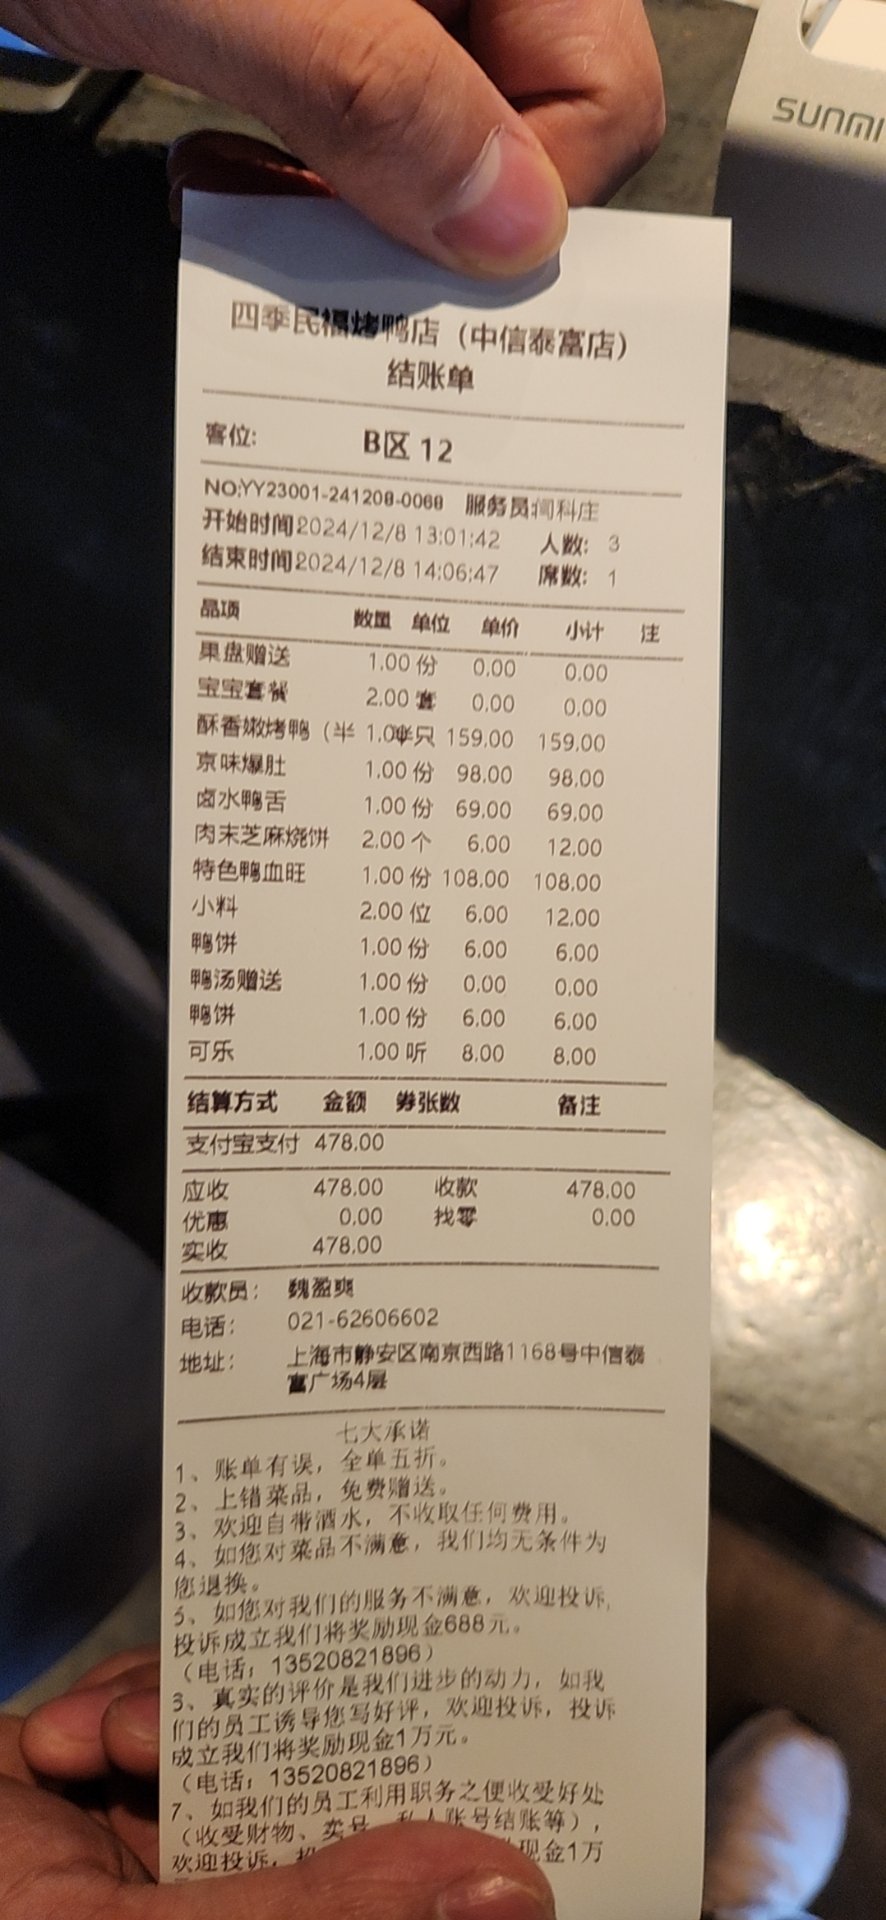 SUNMI
四季民福烤鸭店（中信泰富店）
结账单
客位: B区 12
NO:YY23001-241208-0068 服务员:闫科庄
开始时间2024/12/8 13:01:42 人数: 3
结束时间2024/12/8 14:06:47 席数: 1
品项 数量 单位 单价 小计 注
果盘赠送 1.00 份 0.00 0.00
宝宝套餐 2.00 套 0.00 0.00
酥香嫩烤鸭（半 1.00半只 159.00 159.00
京味爆肚 1.00 份 98.00 98.00
卤水鸭舌 1.00 份 69.00 69.00
肉末芝麻烧饼 2.00 个 6.00 12.00
特色鸭血旺 1.00 份 108.00 108.00
小料 2.00 位 6.00 12.00
鸭饼 1.00 份 6.00 6.00
鸭汤赠送 1.00 份 0.00 0.00
鸭饼 1.00 份 6.00 6.00
可乐 1.00 听 8.00 8.00
结算方式 金额 券张数 备注
支付宝支付 478.00
应收 478.00 收款 478.00
优惠 0.00 找零 0.00
实收 478.00
收款员: 魏盈爽
电话: 021-62606602
地址: 上海市静安区南京西路1168号中信泰
富广场4层
七大承诺
1、账单有误，全单五折。
2、上错菜品，免费赠送。
3、欢迎自带酒水，不收取任何费用。
4、如您对菜品不满意，我们均无条件为
您退换。
5、如您对我们的服务不满意，欢迎投诉，
投诉成立我们将奖励现金688元。
（电话：13520821896）
6、真实的评价是我们进步的动力，如我
们的员工诱导您写好评，欢迎投诉，投诉
成立我们将奖励现金1万元。
（电话：13520821896）
7、如我们的员工利用职务之便收受好处
（收受财物、卖号、私人账号结账等），
欢迎投诉，投 现金1万